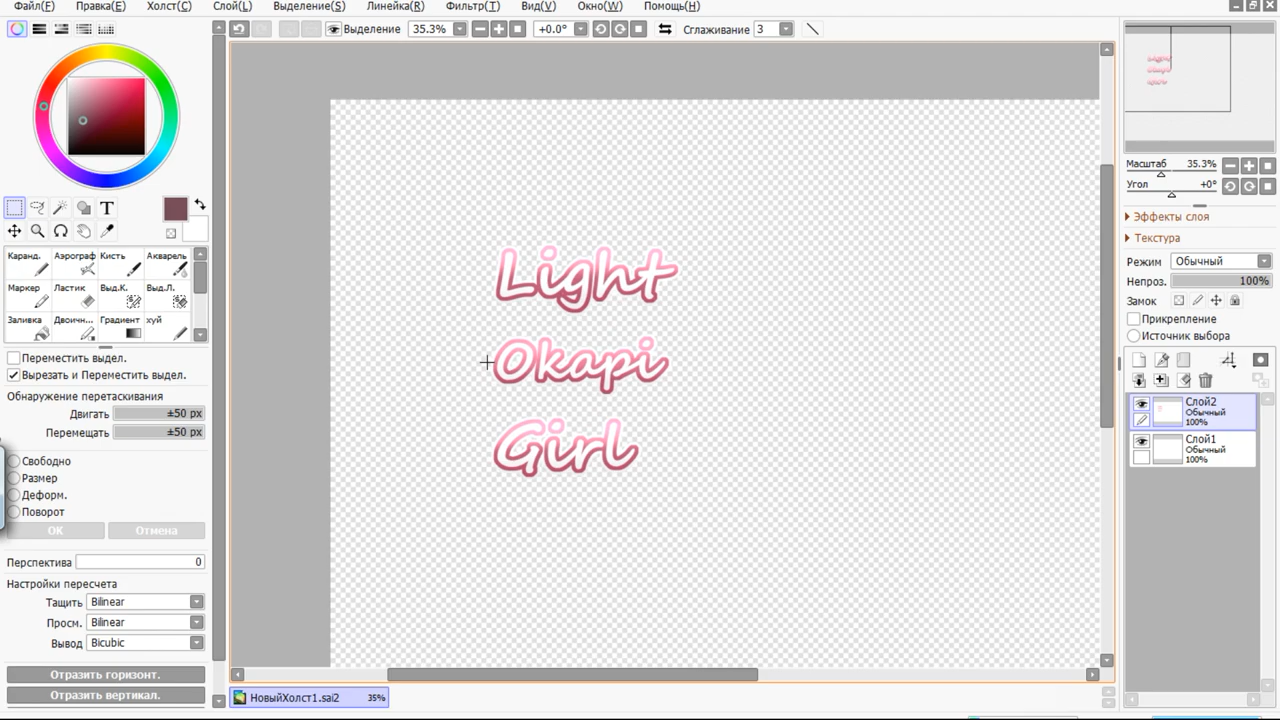 Файл(F) Правка(E) Холст(C) Слой(L) Выделение(S) Линейка(R) Фильтр(T) Вид(V) Окно(W) Помощь(H)
Выделение 35.3% +0.0° Сглаживание 3
Light
Okapi
Girl
T
Каранд. Аэрограф Кисть Акварель
Маркер Ластик Выд.К. Выд.Л.
Заливка Двоичн... Градиент хуй
Переместить выдел.
Вырезать и Переместить выдел.
Обнаружение перетаскивания
Двигать ±50 px
Перемещать ±50 px
Свободно
Размер
Деформ.
Поворот
OK Отмена
Перспектива 0
Настройки пересчета
Тащить Bilinear
Просм. Bilinear
Вывод Bicubic
Отразить горизонт.
Отразить вертикал.
НовыйХолст1.sai2 35%
Масштаб 35.3%
Угол +0°
Эффекты слоя
Текстура
Режим Обычный
Непроз. 100%
Замок
Прикрепление
Источник выбора
Слой2
Обычный
100%
Слой1
Обычный
100%